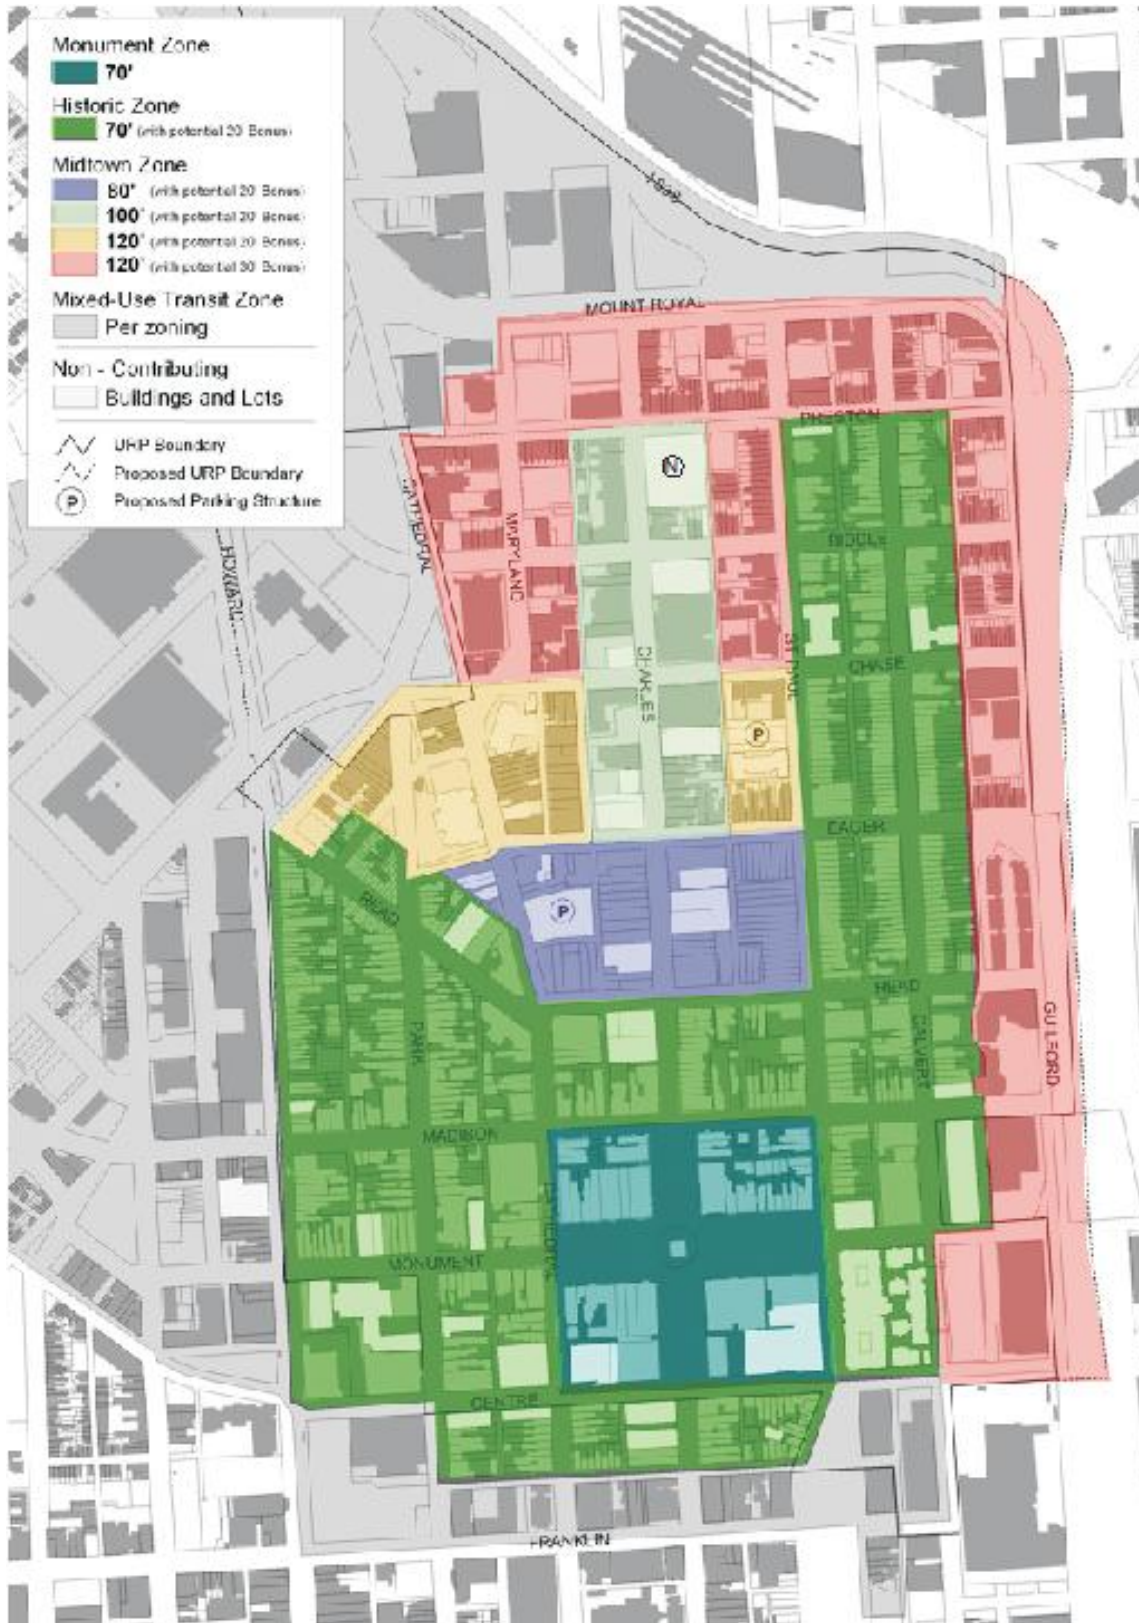 Monument Zone
70'
Historic Zone
70' (with potential 20' Bonus)
Midtown Zone
80' (with potential 20' Bonus)
100' (with potential 20' Bonus)
120' (with potential 20' Bonus)
120' (with potential 30' Bonus)
Mixed-Use Transit Zone
Per zoning
Non - Contributing
Buildings and Lots
URP Boundary
Proposed URP Boundary
P Proposed Parking Structure
MOUNT ROYAL
PRESTON
N
CATHEDRAL
MARYLAND
HOWARD
BIDDLE
CHARLES
ST PAUL
CHASE
P
EAGER
READ
P
READ
PARK
CALVERT
GUILFORD
MADISON
CATHEDRAL
MONUMENT
CENTRE
FRANKLIN